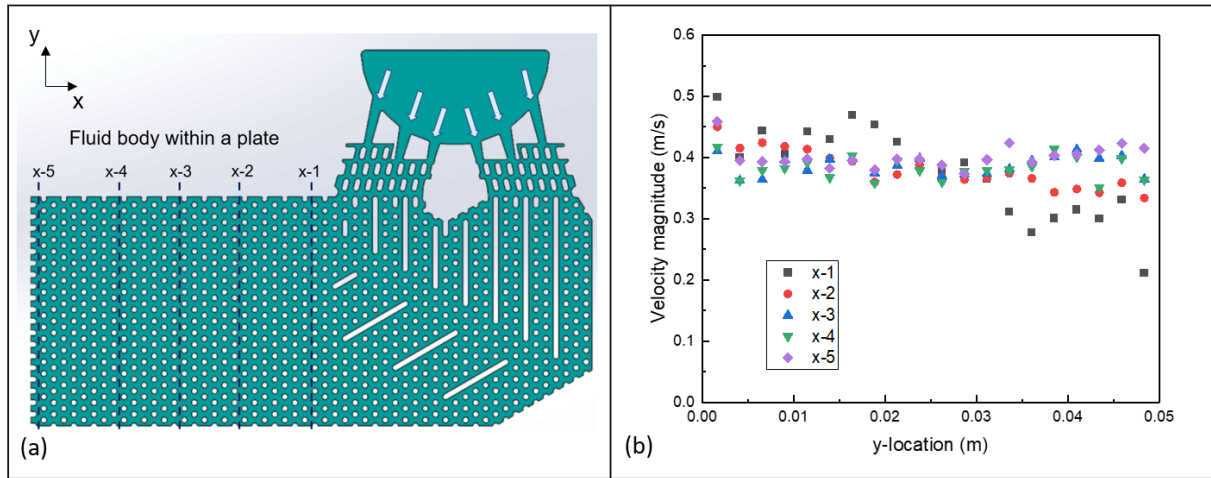 y
x
Fluid body within a plate
x-5 x-4 x-3 x-2 x-1
(a)
0.6
0.5
0.4
0.3
0.2
0.1
0.0
Velocity magnitude (m/s)
x-1
x-2
x-3
x-4
x-5
0.00 0.01 0.02 0.03 0.04 0.05
y-location (m)
(b)